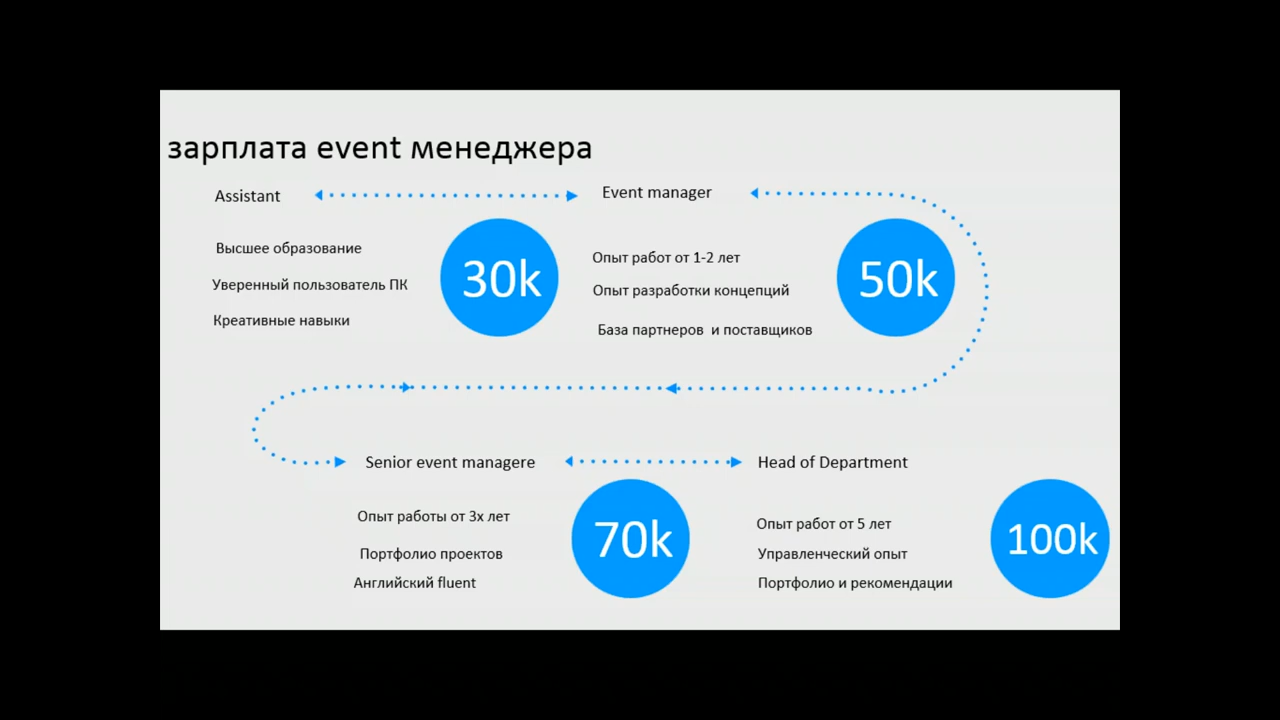 зарплата event менеджера
Assistant
Высшее образование
Уверенный пользователь ПК
Креативные навыки
30k
Event manager
Опыт работ от 1-2 лет
Опыт разработки концепций
База партнеров и поставщиков
50k
Senior event managere
Опыт работы от 3х лет
Портфолио проектов
Английский fluent
70k
Head of Department
Опыт работ от 5 лет
Управленческий опыт
Портфолио и рекомендации
100k